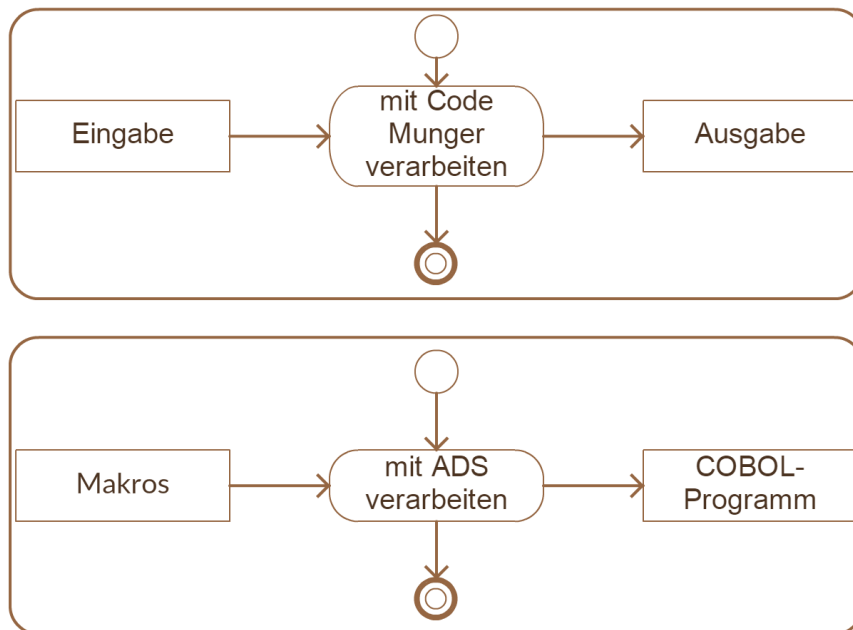 Eingabe
mit Code
Munger
verarbeiten
Ausgabe
Makros
mit ADS
verarbeiten
COBOL-
Programm